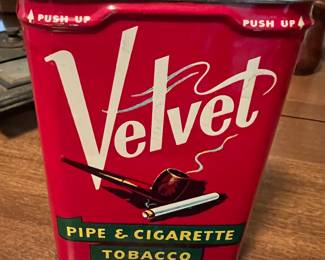 PUSH UP PUSH UP
Velvet
PIPE & CIGARETTE
TOBACCO